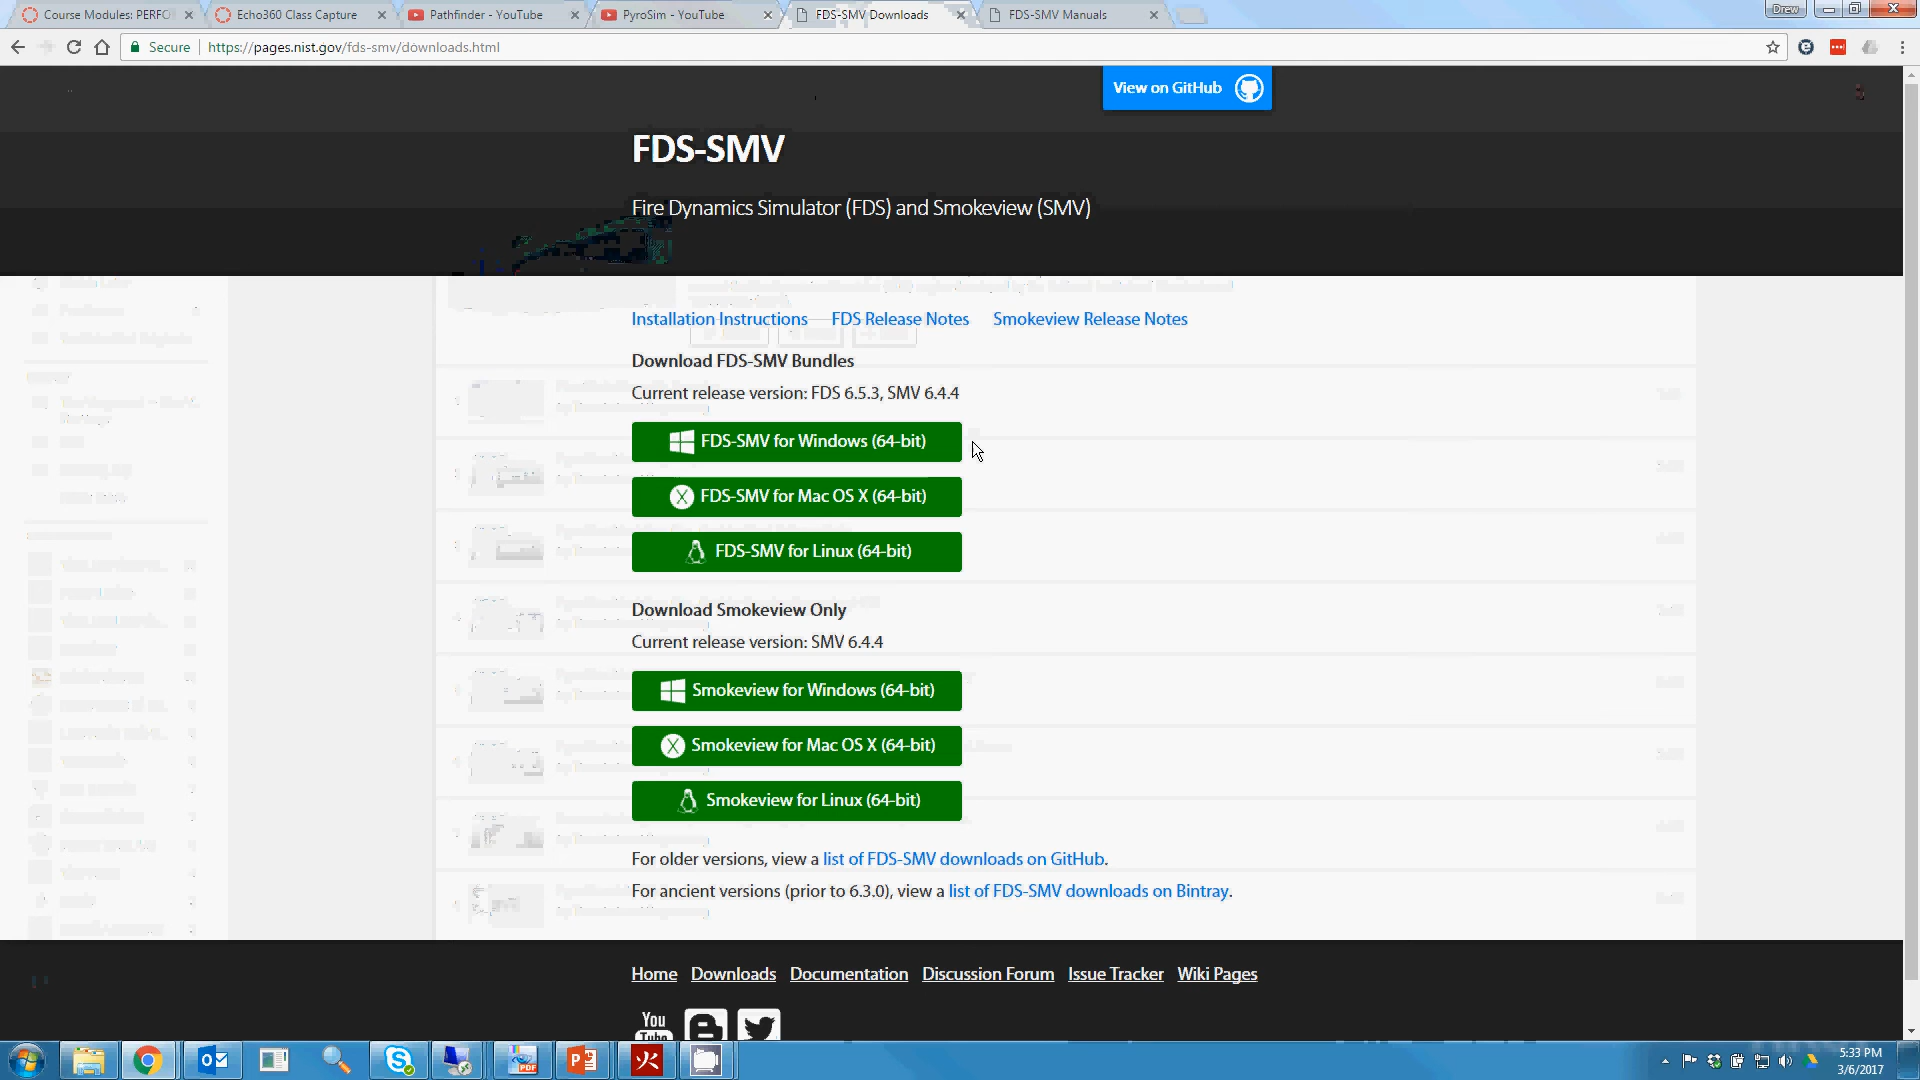 Course Modules: PERFO
Echo360 Class Capture
Pathfinder - YouTube
PyroSim - YouTube
FDS-SMV Downloads
FDS-SMV Manuals
Drew
Secure
https://pages.nist.gov/fds-smv/downloads.html
View on GitHub
FDS-SMV
Fire Dynamics Simulator (FDS) and Smokeview (SMV)
Installation Instructions FDS Release Notes Smokeview Release Notes
Download FDS-SMV Bundles
Current release version: FDS 6.5.3, SMV 6.4.4
FDS-SMV for Windows (64-bit)
FDS-SMV for Mac OS X (64-bit)
FDS-SMV for Linux (64-bit)
Download Smokeview Only
Current release version: SMV 6.4.4
Smokeview for Windows (64-bit)
Smokeview for Mac OS X (64-bit)
Smokeview for Linux (64-bit)
For older versions, view a list of FDS-SMV downloads on GitHub.
For ancient versions (prior to 6.3.0), view a list of FDS-SMV downloads on Bintray.
Home Downloads Documentation Discussion Forum Issue Tracker Wiki Pages
You
Tube
PDF
火
5:33 PM
3/6/2017